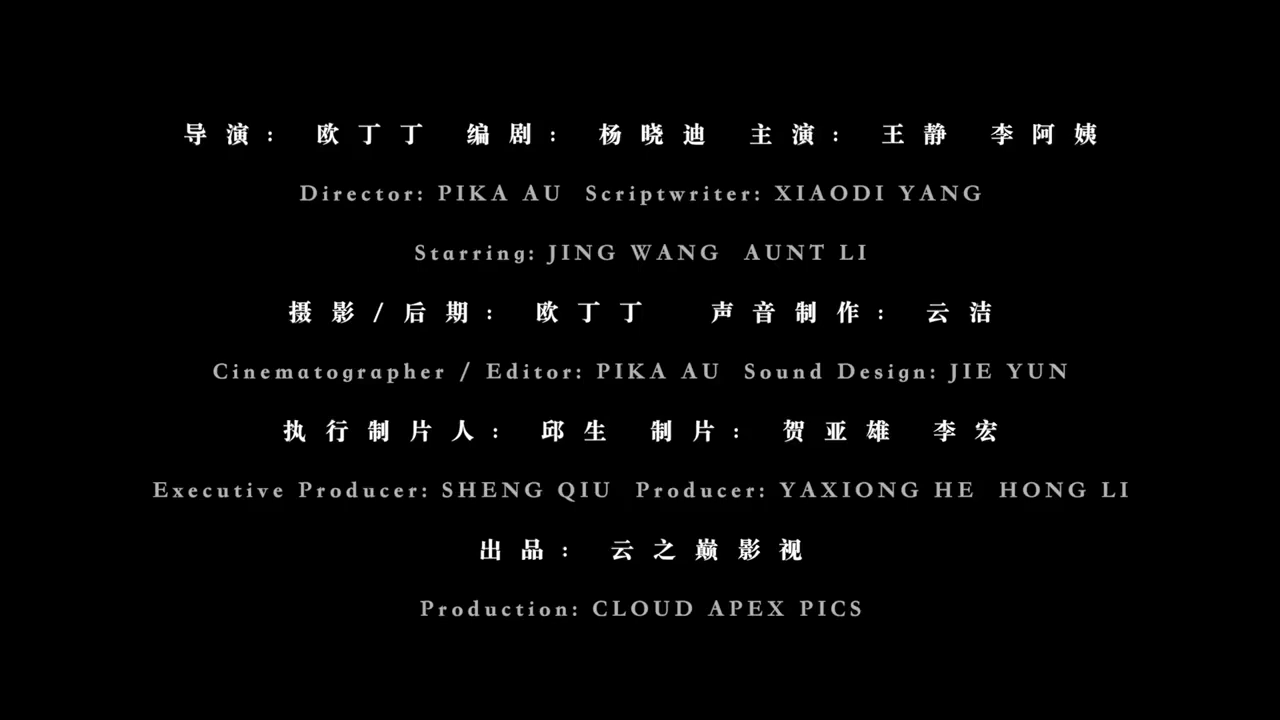 导演： 欧丁丁 编剧： 杨晓迪 主演： 王静 李阿姨
Director: PIKA AU Scriptwriter: XIAODI YANG
Starring: JING WANG AUNT LI
摄影/后期： 欧丁丁 声音制作： 云洁
Cinematographer / Editor: PIKA AU Sound Design: JIE YUN
执行制片人： 邱生 制片： 贺亚雄 李宏
Executive Producer: SHENG QIU Producer: YAXIONG HE HONG LI
出品： 云之巅影视
Production: CLOUD APEX PICS